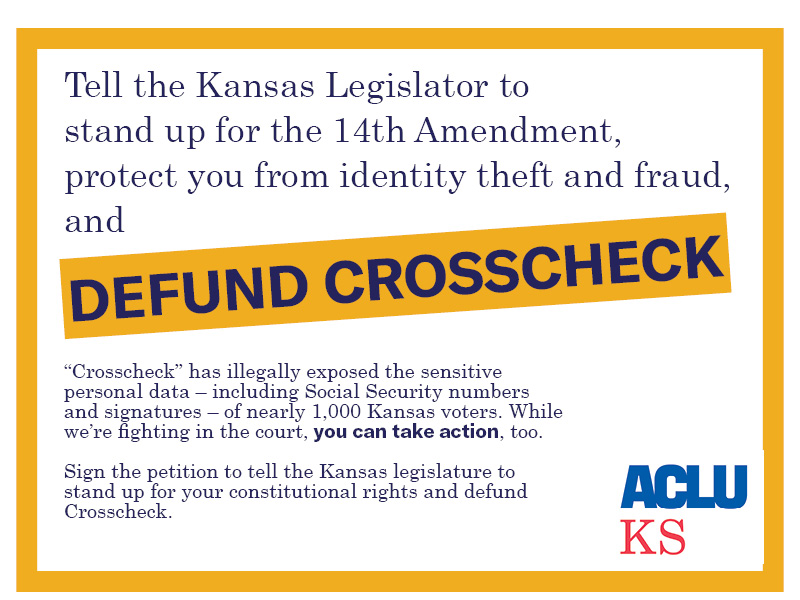 Tell the Kansas Legislator to
stand up for the 14th Amendment,
protect you from identity theft and fraud,
and
DEFUND CROSSCHECK
“Crosscheck” has illegally exposed the sensitive
personal data – including Social Security numbers
and signatures – of nearly 1,000 Kansas voters. While
we’re fighting in the court, you can take action, too.
Sign the petition to tell the Kansas legislature to
stand up for your constitutional rights and defund
Crosscheck.
ACLU
KS